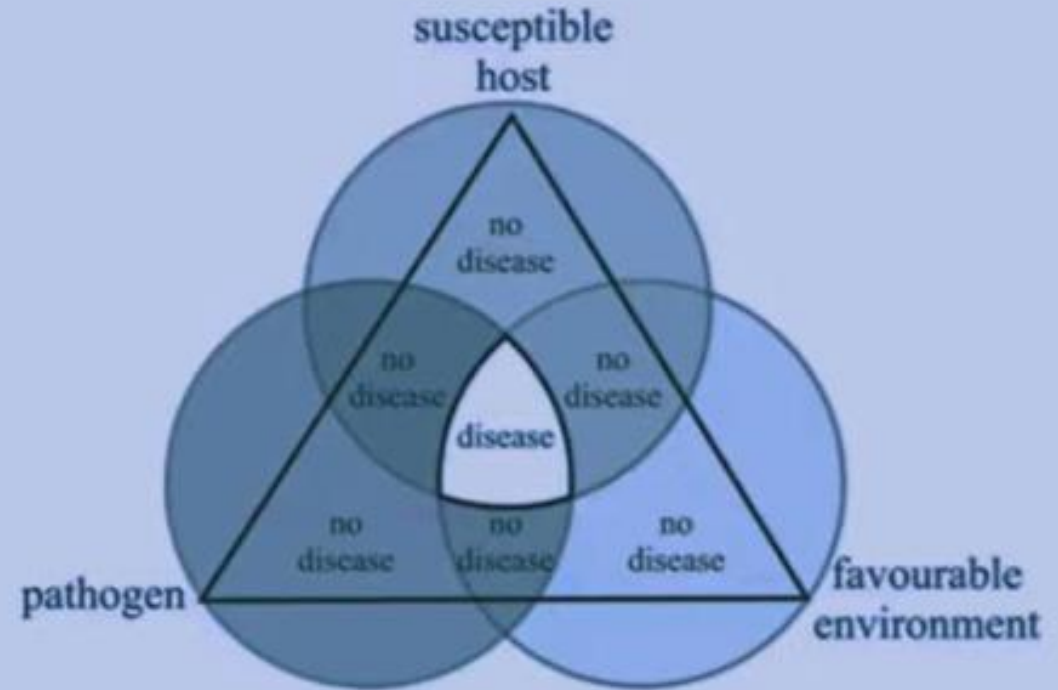 susceptible
host
no
disease
no
disease
no
disease
disease
no
disease
no
disease
no
disease
pathogen
favourable
environment